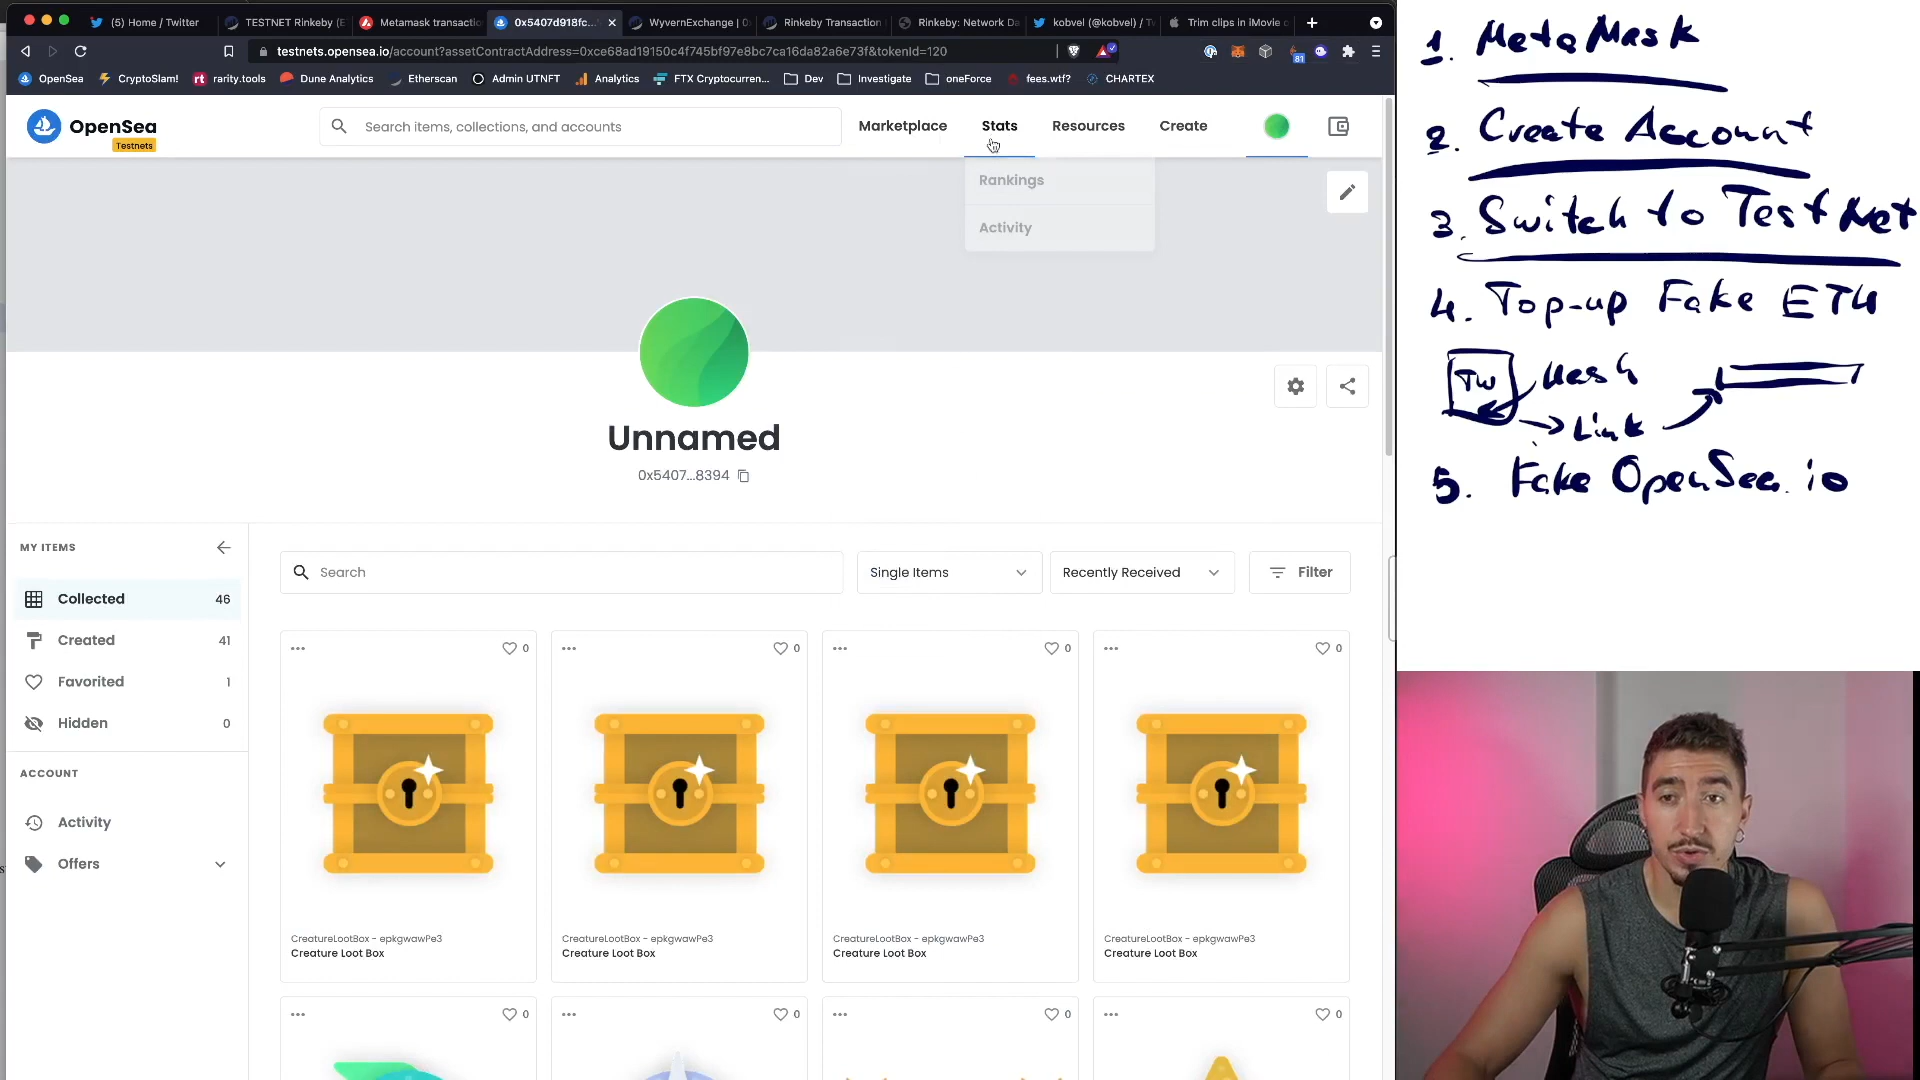 (5) Home / Twitter
TESTNET Rinkeby (E
Metamask transactio
0x5407d918fc...
WyvernExchange | 0
Rinkeby Transaction
Rinkeby: Network Da
kobvel (@kobvel) / Tw
Trim clips in iMovie o
testnets.opensea.io/account?assetContractAddress=0xce68ad19150c4f745bf97e8bc7ca16da82a6e73f&tokenId=120
81
OpenSea
CryptoSlam!
rt rarity.tools
Dune Analytics
Etherscan
Admin UTNFT
Analytics
FTX Cryptocurren...
Dev
Investigate
oneForce
fees.wtf?
CHARTEX
OpenSea
Testnets
Search items, collections, and accounts
Marketplace
Stats
Resources
Create
Rankings
Activity
Unnamed
0x5407...8394
MY ITEMS
Collected 46
Created 41
Favorited 1
Hidden 0
ACCOUNT
Activity
Offers
Search
Single Items
Recently Received
Filter
0
0
0
0
CreatureLootBox - epkgwawPe3
Creature Loot Box
CreatureLootBox - epkgwawPe3
Creature Loot Box
CreatureLootBox - epkgwawPe3
Creature Loot Box
CreatureLootBox - epkgwawPe3
Creature Loot Box
0
0
0
0
1. MetaMask
2. Create Account
3. Switch to TestNet
4. Top-up Fake ETH
TW
Link
5. Fake OpenSea.io